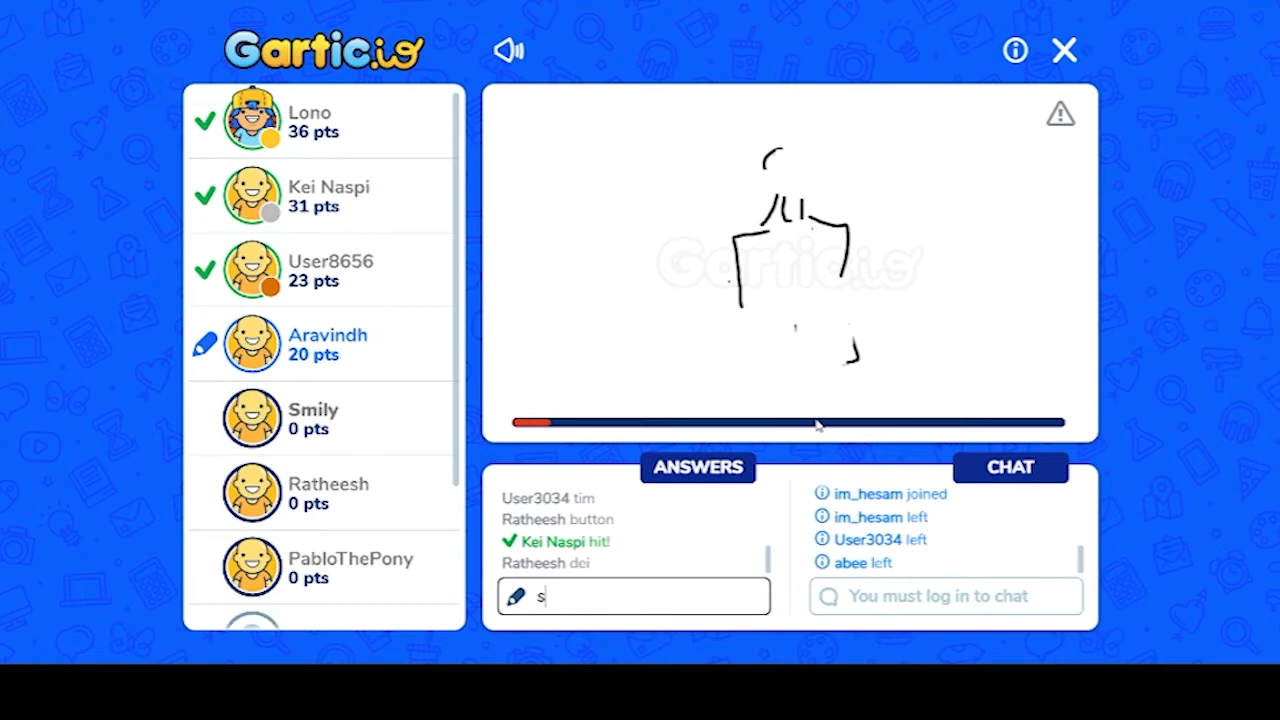 Gartic.io
Lono
36 pts
Kei Naspi
31 pts
User8656
23 pts
Aravindh
20 pts
Smily
0 pts
Ratheesh
0 pts
PabloThePony
0 pts
Gartic.io
ANSWERS
User3034 tim
Ratheesh button
Kei Naspi hit!
Ratheesh dei
s
CHAT
im_hesam joined
im_hesam left
User3034 left
abee left
You must log in to chat